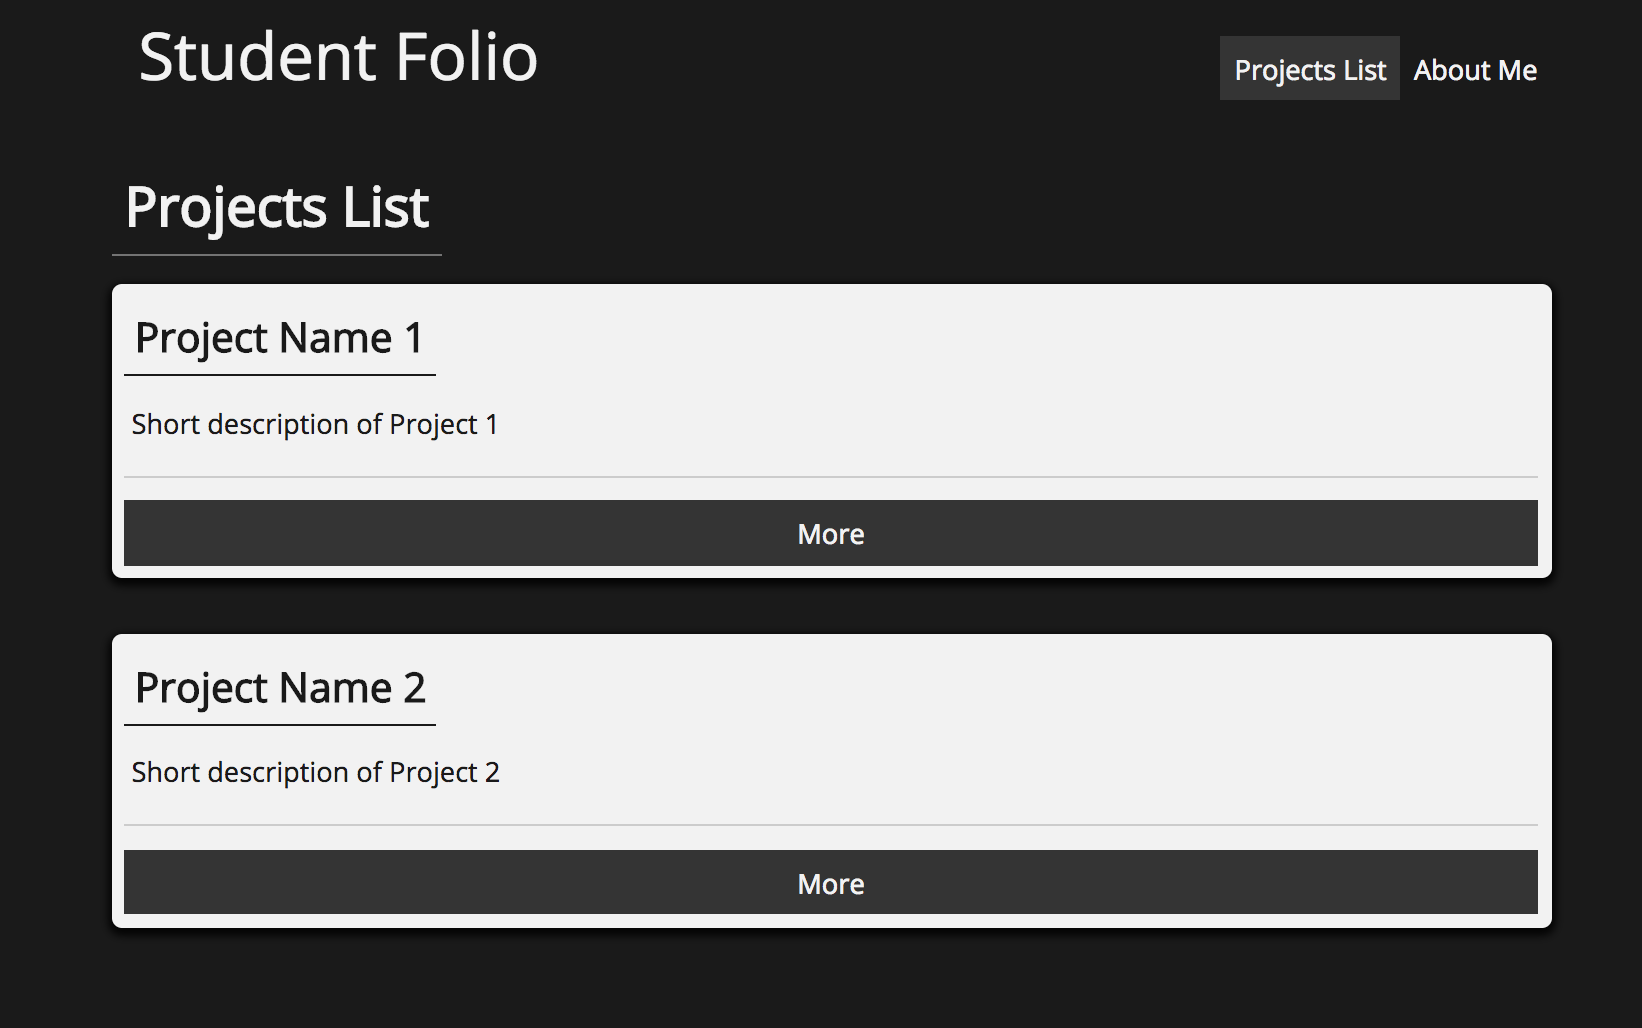 Student Folio
Projects List
About Me
Projects List
Project Name 1
Short description of Project 1
More
Project Name 2
Short description of Project 2
More